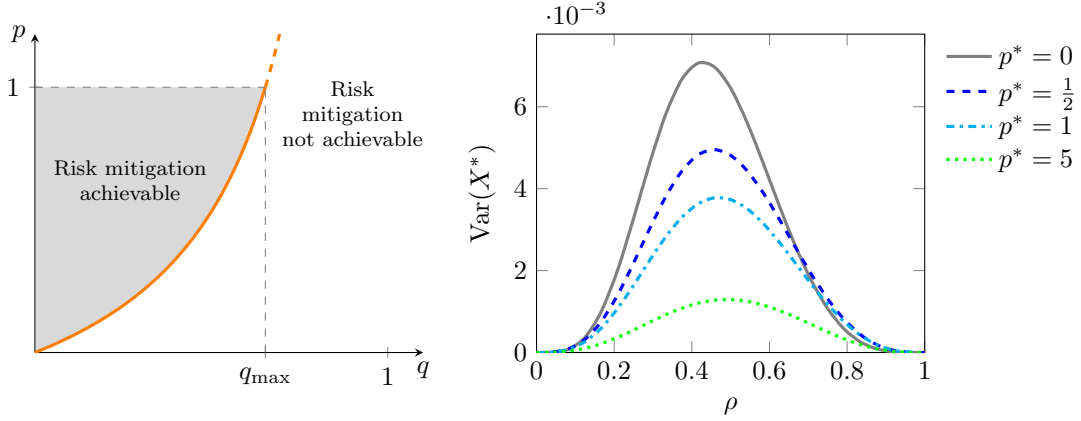 p
1
Risk mitigation
achievable
Risk
mitigation
not achievable
q_max
1
q
·10⁻³
6
4
2
0
Var(X*)
0
0.2
0.4
0.6
0.8
1
ρ
p* = 0
p* = 1/2
p* = 1
p* = 5